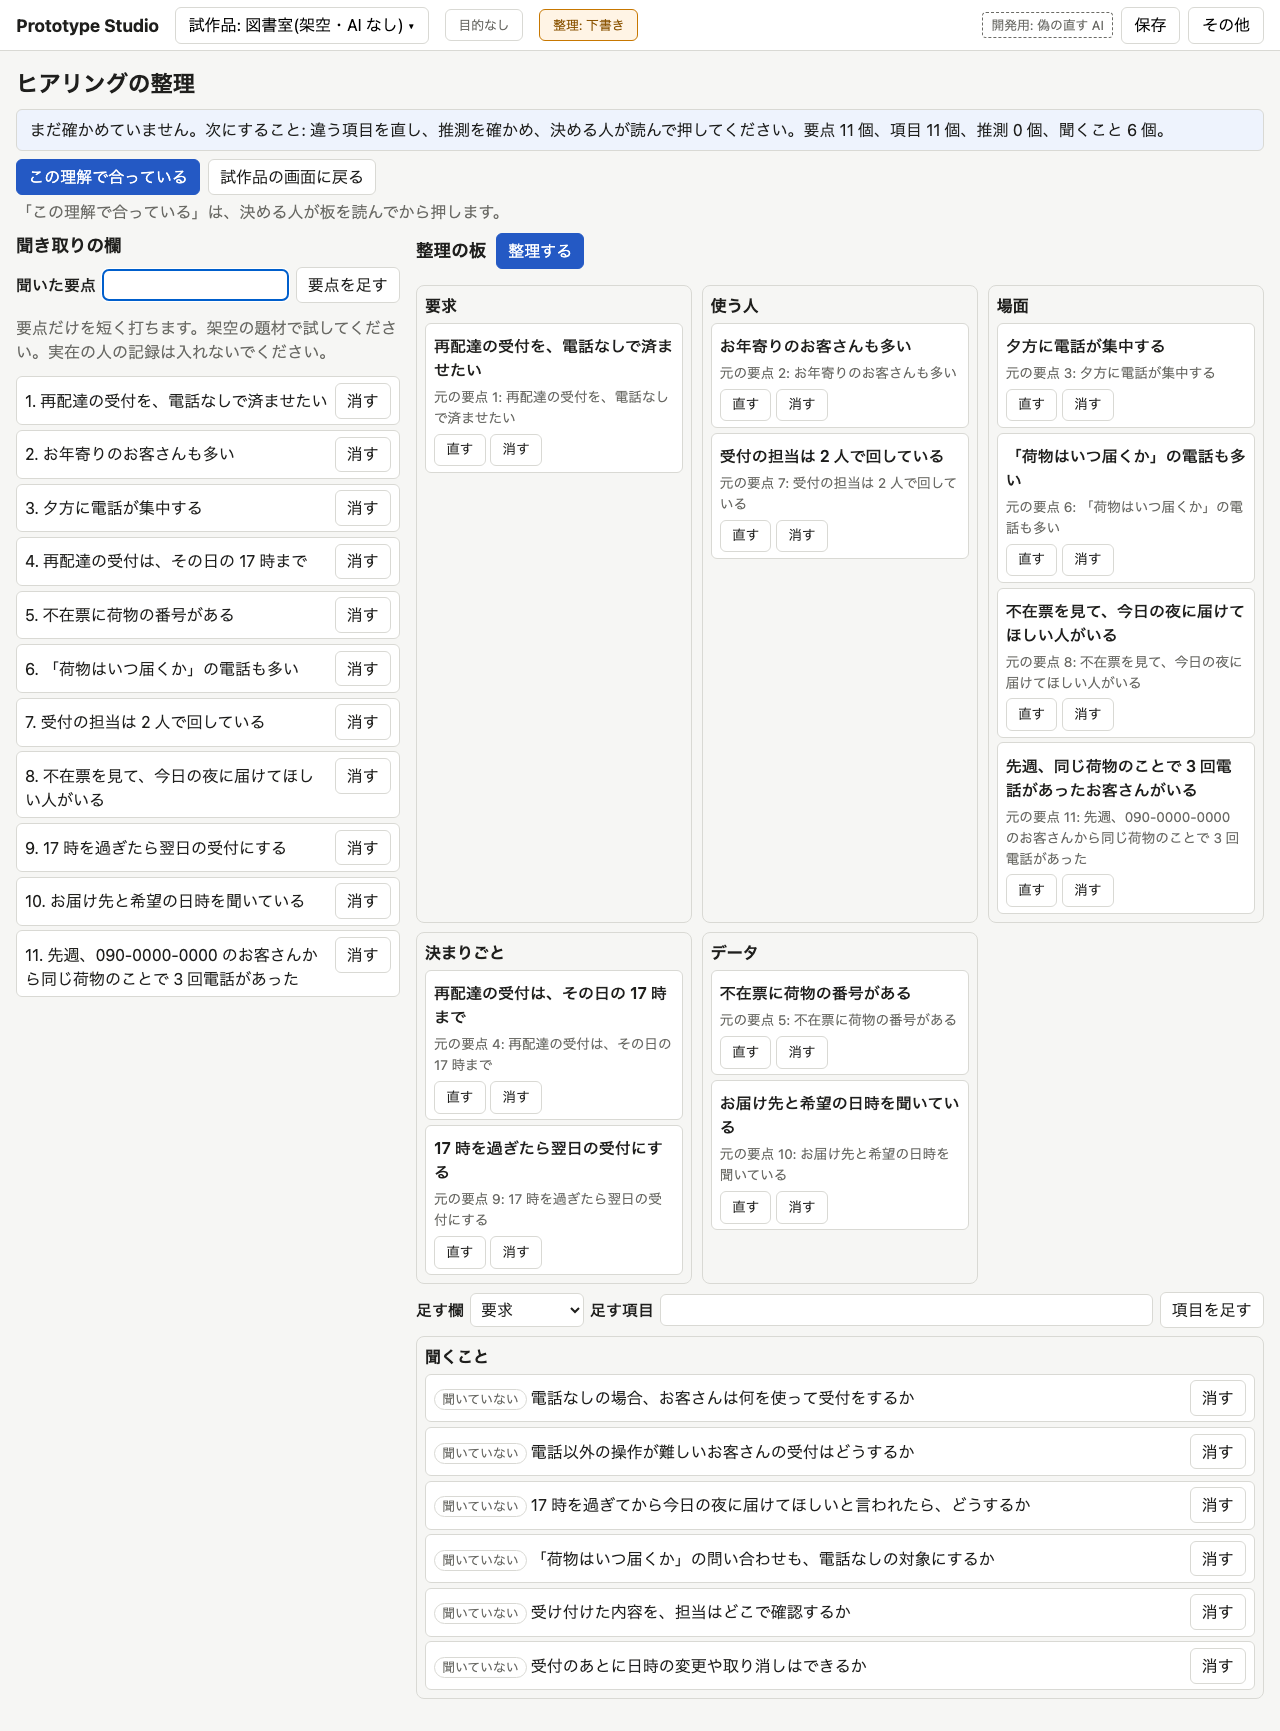 Prototype Studio
試作品: 図書室(架空・AI なし) ▾
目的なし
整理: 下書き
開発用: 偽の直す AI
保存
その他
ヒアリングの整理
まだ確かめていません。次にすること: 違う項目を直し、推測を確かめ、決める人が読んで押してください。要点 11 個、項目 11 個、推測 0 個、聞くこと 6 個。
この理解で合っている
試作品の画面に戻る
「この理解で合っている」は、決める人が板を読んでから押します。
聞き取りの欄
聞いた要点
要点を足す
要点だけを短く打ちます。架空の題材で試してくださ
い。実在の人の記録は入れないでください。
1. 再配達の受付を、電話なしで済ませたい
消す
2. お年寄りのお客さんも多い
消す
3. 夕方に電話が集中する
消す
4. 再配達の受付は、その日の 17 時まで
消す
5. 不在票に荷物の番号がある
消す
6. 「荷物はいつ届くか」の電話も多い
消す
7. 受付の担当は 2 人で回している
消す
8. 不在票を見て、今日の夜に届けてほし
い人がいる
消す
9. 17 時を過ぎたら翌日の受付にする
消す
10. お届け先と希望の日時を聞いている
消す
11. 先週、090-0000-0000 のお客さんか
ら同じ荷物のことで 3 回電話があった
消す
整理の板
整理する
要求
再配達の受付を、電話なしで済ま
せたい
元の要点 1: 再配達の受付を、電話なし
で済ませたい
直す
消す
使う人
お年寄りのお客さんも多い
元の要点 2: お年寄りのお客さんも多い
直す
消す
受付の担当は 2 人で回している
元の要点 7: 受付の担当は 2 人で回して
いる
直す
消す
場面
夕方に電話が集中する
元の要点 3: 夕方に電話が集中する
直す
消す
「荷物はいつ届くか」の電話も多
い
元の要点 6: 「荷物はいつ届くか」の電
話も多い
直す
消す
不在票を見て、今日の夜に届けて
ほしい人がいる
元の要点 8: 不在票を見て、今日の夜に
届けてほしい人がいる
直す
消す
先週、同じ荷物のことで 3 回電
話があったお客さんがいる
元の要点 11: 先週、090-0000-0000
のお客さんから同じ荷物のことで 3 回
電話があった
直す
消す
決まりごと
再配達の受付は、その日の 17 時
まで
元の要点 4: 再配達の受付は、その日の
17 時まで
直す
消す
17 時を過ぎたら翌日の受付にす
る
元の要点 9: 17 時を過ぎたら翌日の受
付にする
直す
消す
データ
不在票に荷物の番号がある
元の要点 5: 不在票に荷物の番号がある
直す
消す
お届け先と希望の日時を聞いてい
る
元の要点 10: お届け先と希望の日時を
聞いている
直す
消す
足す欄
要求
足す項目
項目を足す
聞くこと
聞いていない 電話なしの場合、お客さんは何を使って受付をするか
消す
聞いていない 電話以外の操作が難しいお客さんの受付はどうするか
消す
聞いていない 17 時を過ぎてから今日の夜に届けてほしいと言われたら、どうするか
消す
聞いていない 「荷物はいつ届くか」の問い合わせも、電話なしの対象にするか
消す
聞いていない 受け付けた内容を、担当はどこで確認するか
消す
聞いていない 受付のあとに日時の変更や取り消しはできるか
消す